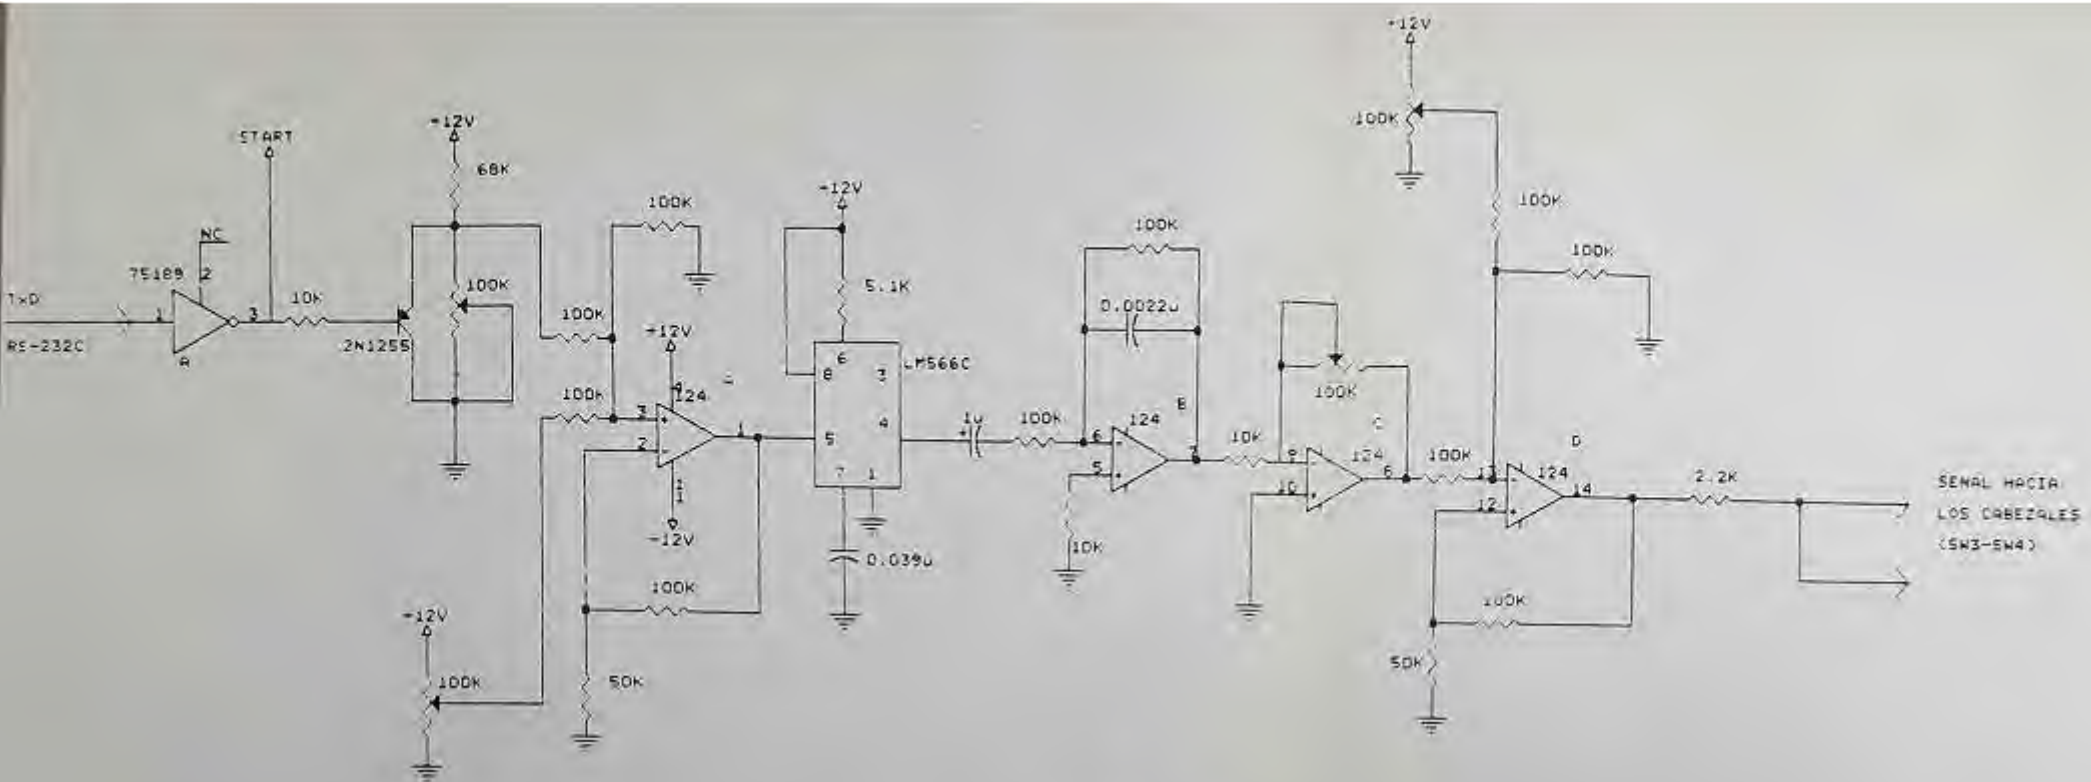 +12V
100K
START
+12V
68K
NC
75189
2
TxD
1
3
10K
RS-232C
A
2N1255
100K
100K
100K
+12V
100K
3
4
124
1
2
11
-12V
100K
50K
+12V
100K
+12V
5.1K
6
8
3
LM566C
4
5
7
1
0.039u
1u
100K
100K
0.0022u
124
B
6
5
7
10K
10K
100K
C
9
124
10
6
100K
100K
100K
D
13
124
12
14
100K
50K
2.2K
SENAL HACIA
LOS CABEZALES
(SW3-SW4)